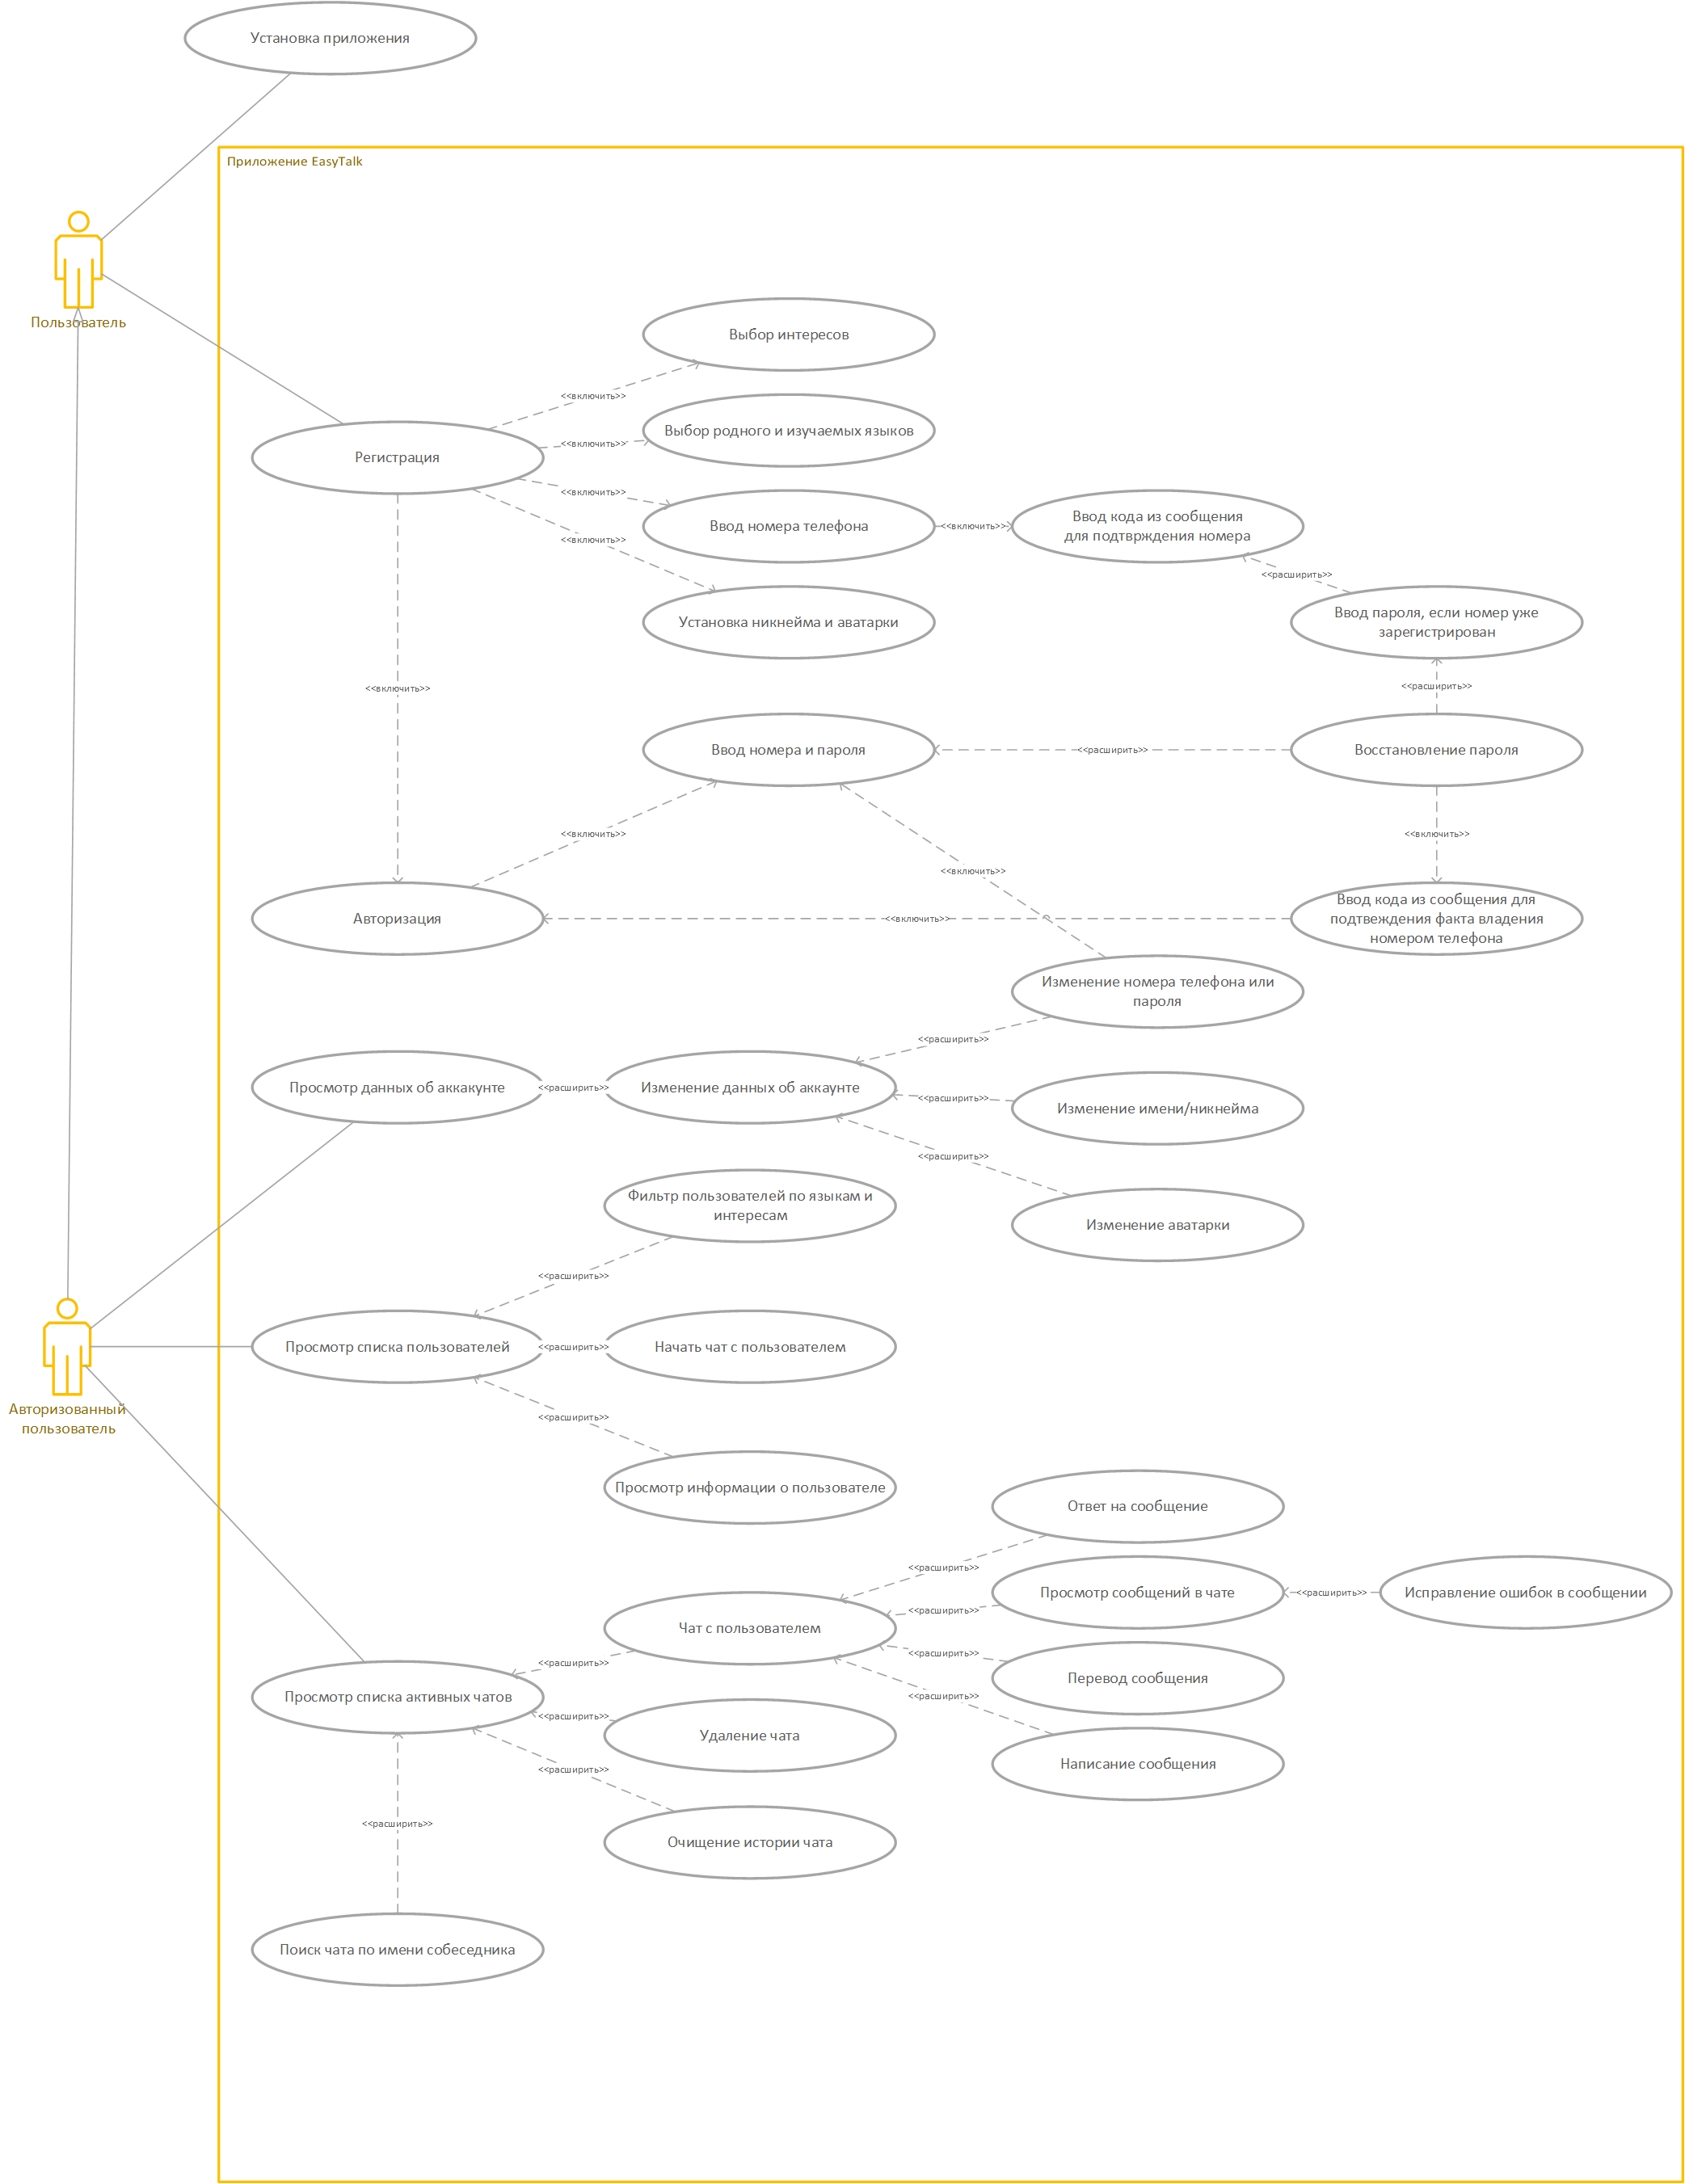 Установка приложения
Приложение EasyTalk
Пользователь
Выбор интересов
<<включить>>
Выбор родного и изучаемых языков
<<включить>>
Регистрация
<<включить>>
Ввод номера телефона
<<включить>>
Ввод кода из сообщения
для подтврждения номера
<<включить>>
<<расширить>>
Установка никнейма и аватарки
Ввод пароля, если номер уже
зарегистрирован
<<включить>>
<<расширить>>
Ввод номера и пароля
<<расширить>>
Восстановление пароля
<<включить>>
<<включить>>
<<включить>>
Авторизация
<<включить>>
Ввод кода из сообщения для
подтвеждения факта владения
номером телефона
Изменение номера телефона или
пароля
<<расширить>>
Просмотр данных об аккакунте
<<расширить>>
Изменение данных об аккаунте
<<расширить>>
Изменение имени/никнейма
<<расширить>>
Фильтр пользователей по языкам и
интересам
Изменение аватарки
<<расширить>>
Просмотр списка пользователей
<<расширить>>
Начать чат с пользователем
Авторизованный
пользователь
<<расширить>>
Просмотр информации о пользователе
Ответ на сообщение
<<расширить>>
Просмотр сообщений в чате
<<расширить>>
Исправление ошибок в сообщении
<<расширить>>
Чат с пользователем
<<расширить>>
<<расширить>>
Перевод сообщения
Просмотр списка активных чатов
<<расширить>>
<<расширить>>
Удаление чата
Написание сообщения
<<расширить>>
<<расширить>>
Очищение истории чата
Поиск чата по имени собеседника